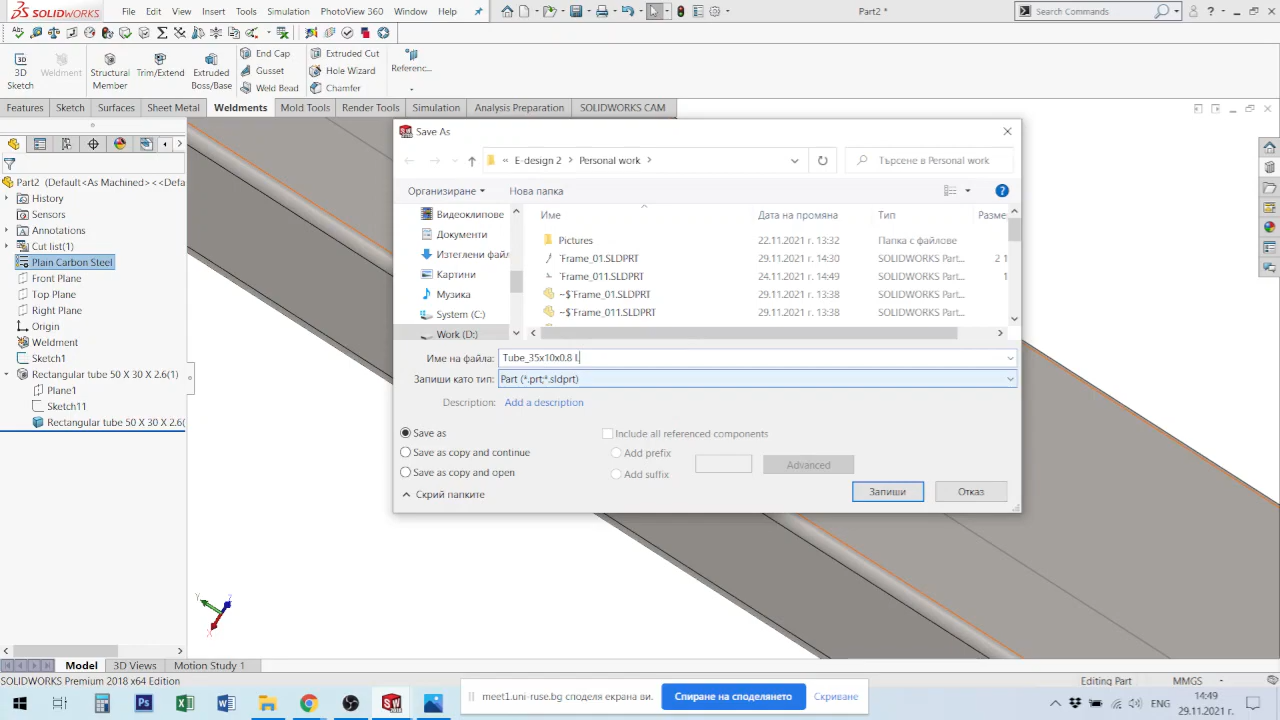 SOLIDWORKS File Edit View Insert Tools Simulation PhotoView 360 Window Help Part2 * Search Commands
3D Sketch Weldment Structural Member Trim/Extend Extruded Boss/Base End Cap Gusset Weld Bead Extruded Cut Hole Wizard Chamfer Referenc...
Features Sketch Surfaces Sheet Metal Weldments Mold Tools Render Tools Simulation Analysis Preparation SOLIDWORKS CAM
Part2 (Default<As Machined><<Defa
History
Sensors
Annotations
Cut list(1)
Plain Carbon Steel
Front Plane
Top Plane
Right Plane
Origin
Weldment
Sketch1
Rectangular tube 50 X 30 X 2.6(1)
Plane1
Sketch11
Rectangular tube 50 X 30 X 2.6(
Save As
« E-design 2 > Personal work > Търсене в Personal work
Организиране Нова папка
Видеоклипове
Документи
Изтеглени фай
Картини
Музика
System (C:)
Work (D:)
Име Дата на промяна Тип Разме
Pictures 22.11.2021 г. 13:32 Папка с файлове
`Frame_01.SLDPRT 29.11.2021 г. 14:30 SOLIDWORKS Part... 2 1
`Frame_011.SLDPRT 24.11.2021 г. 14:49 SOLIDWORKS Part... 1
~$`Frame_01.SLDPRT 29.11.2021 г. 13:38 SOLIDWORKS Part...
~$`Frame_011.SLDPRT 29.11.2021 г. 13:38 SOLIDWORKS Part...
Име на файла: Tube_35x10x0.8 L
Запиши като тип: Part (*.prt;*.sldprt)
Description: Add a description
Save as
Save as copy and continue
Save as copy and open
Include all referenced components
Add prefix
Add suffix
Advanced
Скрий папките
Запиши Отказ
Y Z X
Model 3D Views Motion Study 1
SOLIDWORKS Premium 2018 x64 Edition Editing Part MMGS
meet1.uni-ruse.bg споделя екрана ви. Спиране на споделянето Скриване
14:49
29.11.2021 г.